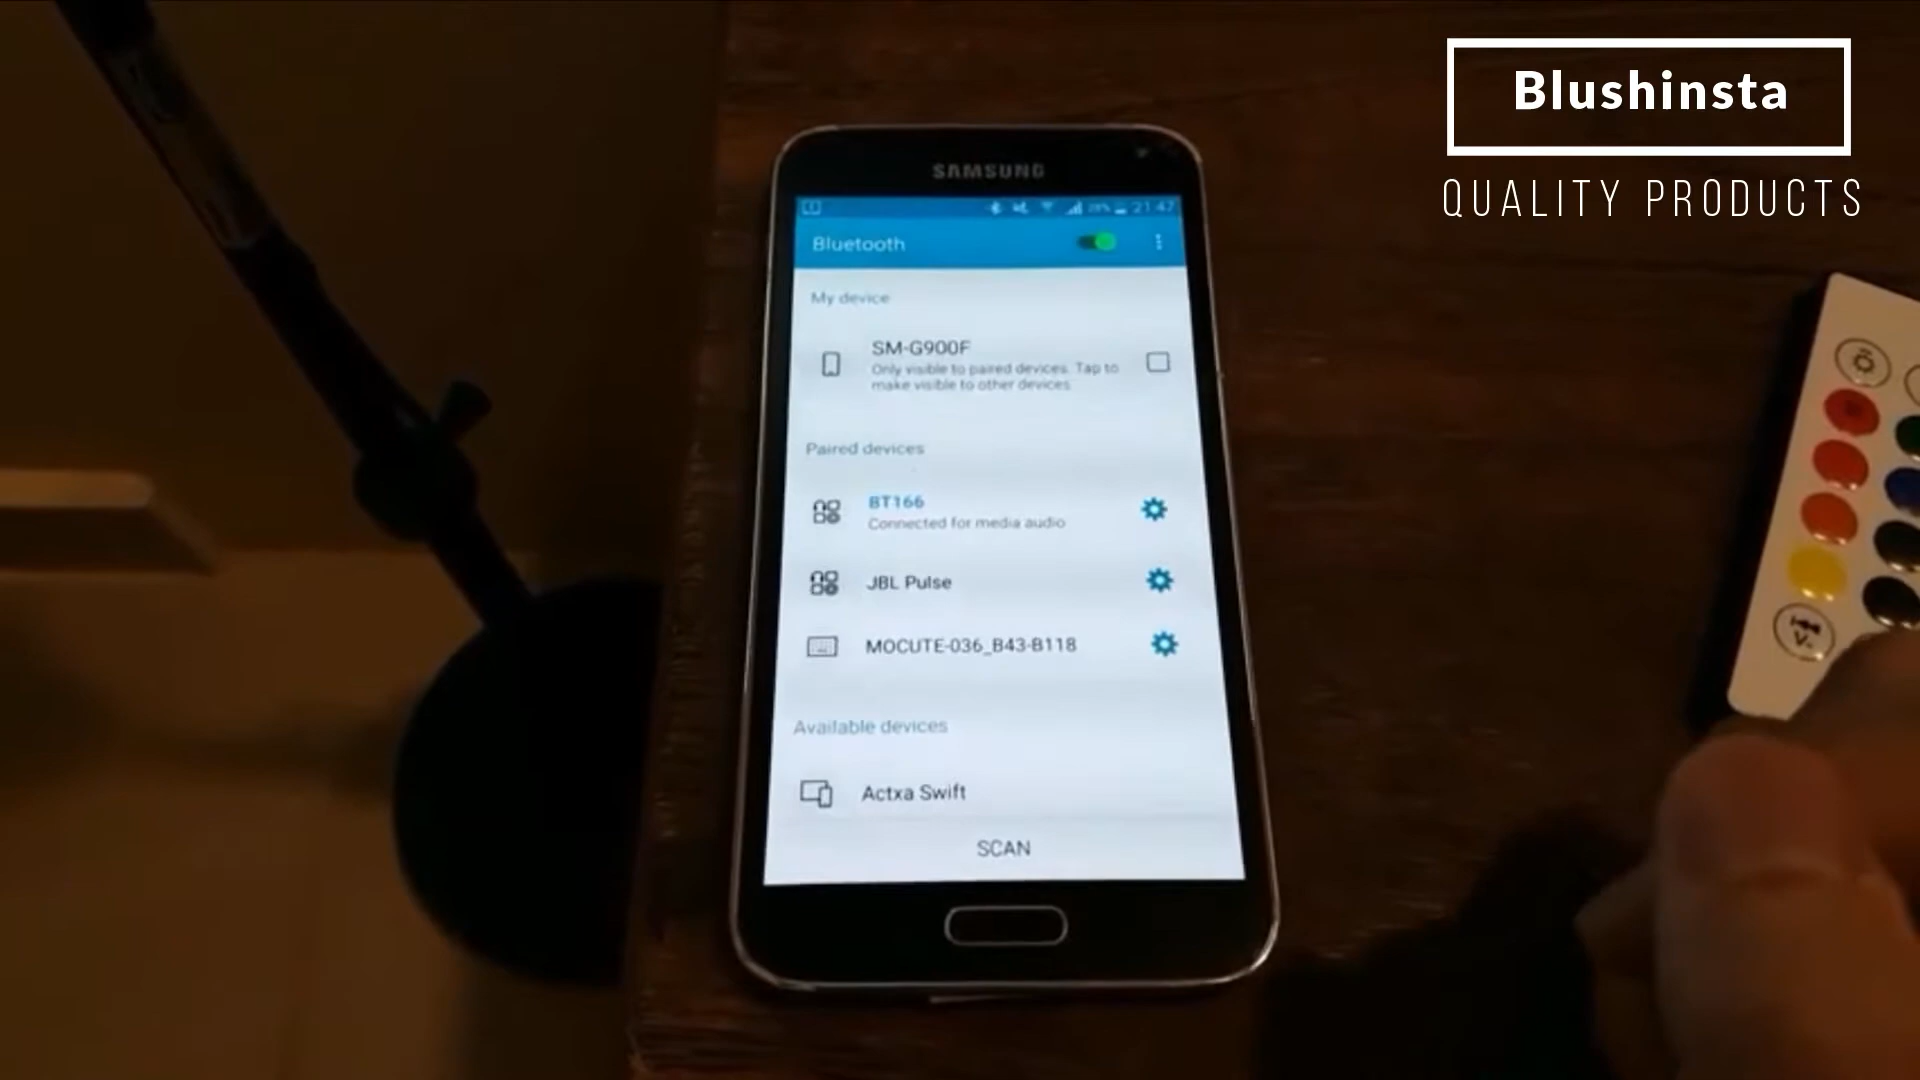 Blushinsta
QUALITY PRODUCTS
SAMSUNG
21:47
Bluetooth
My device
SM-G900F
Only visible to paired devices. Tap to
make visible to other devices.
Paired devices
BT166
Connected for media audio
JBL Pulse
MOCUTE-036_B43-B118
Available devices
Actxa Swift
SCAN
V-